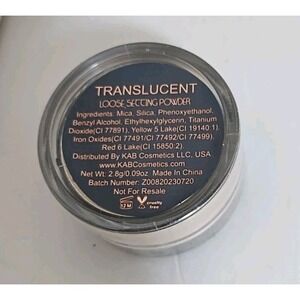 TRANSLUCENT
LOOSE SETTING POWDER
Ingredients: Mica, Silica, Phenoxyethanol,
Benzyl Alcohol, Ethylhexylglycerin, Titanium
Dioxide(CI 77891), Yellow 5 Lake(CI 19140:1),
Iron Oxides(CI 77491/CI 77492/CI 77499),
Red 6 Lake(CI 15850:2).
Distributed By KAB Cosmetics LLC, USA.
www.KABCosmetics.com
Net Wt: 2.8g/0.09oz. Made In China
Batch Number: Z00820230720
Not For Resale
12 M
cruelty
free